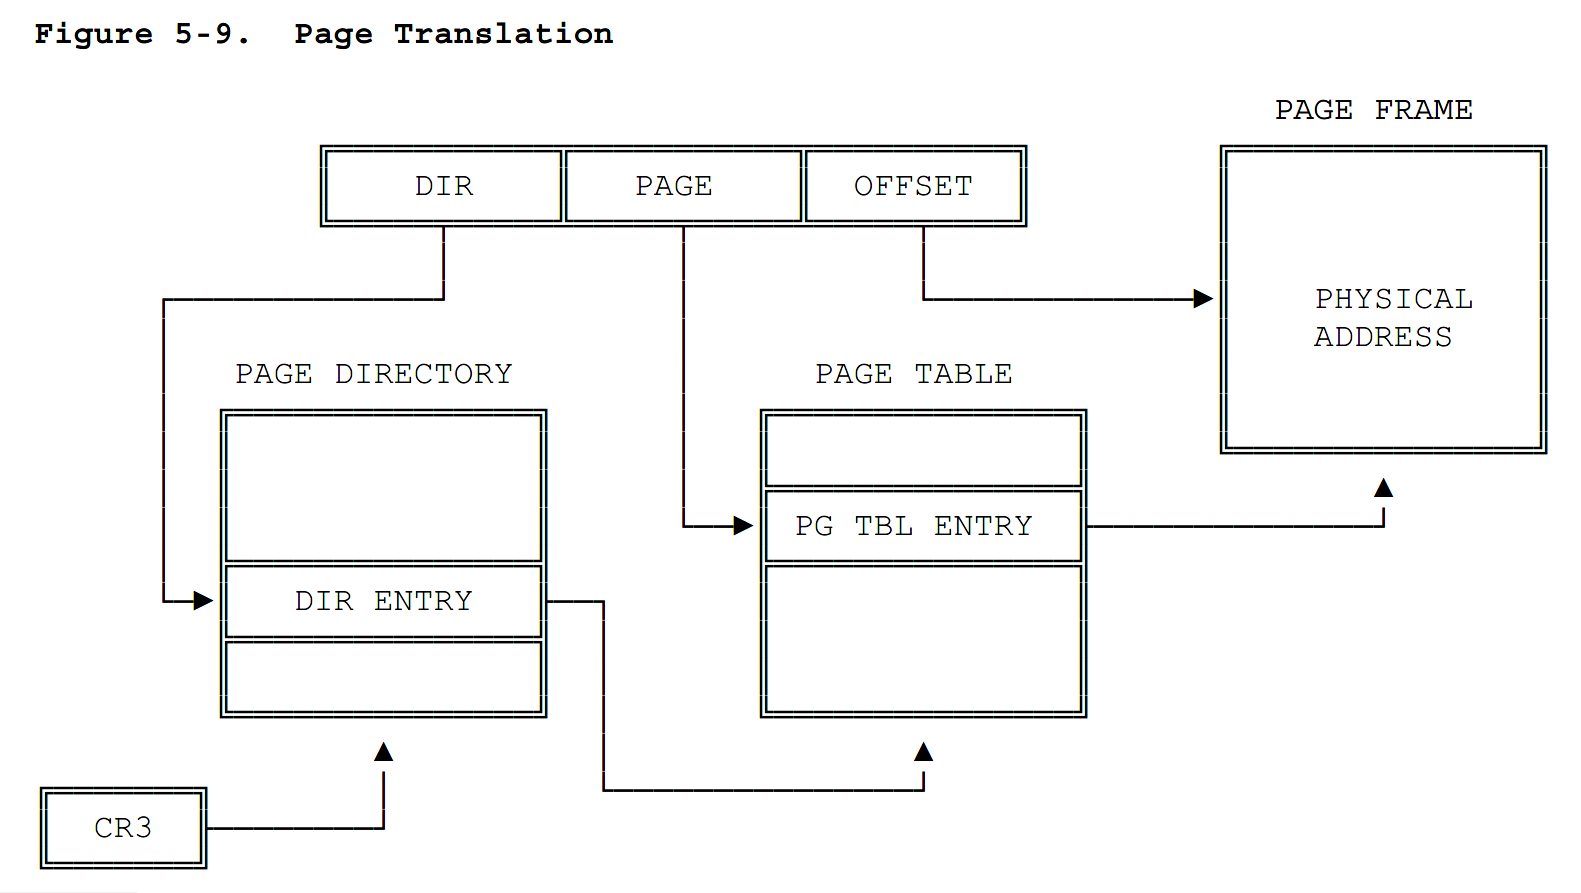 Figure 5-9.  Page Translation
PAGE FRAME
DIR PAGE OFFSET
PHYSICAL
ADDRESS
PAGE DIRECTORY PAGE TABLE
PG TBL ENTRY
DIR ENTRY
CR3